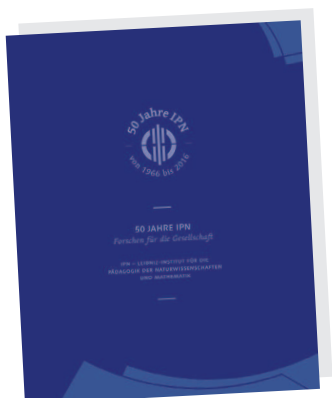 50 Jahre IPN
von 1966 bis 2016
50 JAHRE IPN
Forschen für die Gesellschaft
IPN – LEIBNIZ-INSTITUT FÜR DIE
PÄDAGOGIK DER NATURWISSENSCHAFTEN
UND MATHEMATIK